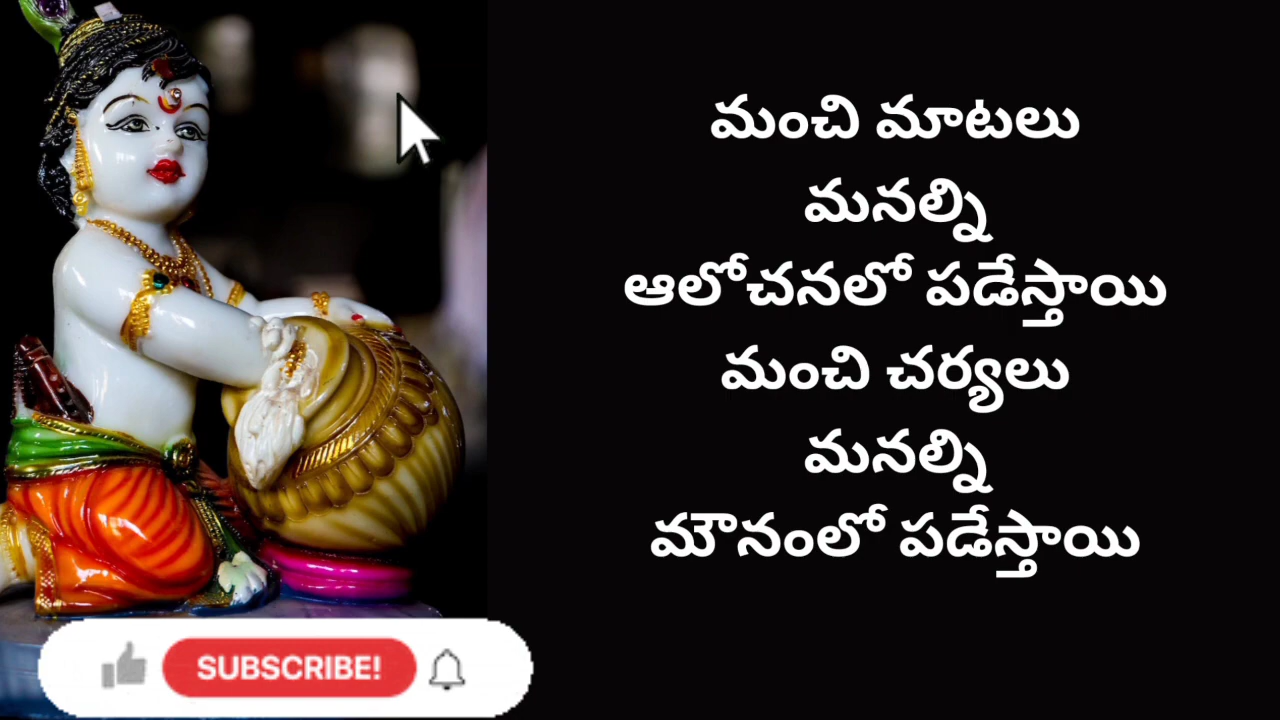 మంచి మాటలు
మనల్ని
ఆలోచనలో పడేస్తాయి
మంచి చర్యలు
మనల్ని
మౌనంలో పడేస్తాయి
SUBSCRIBE!